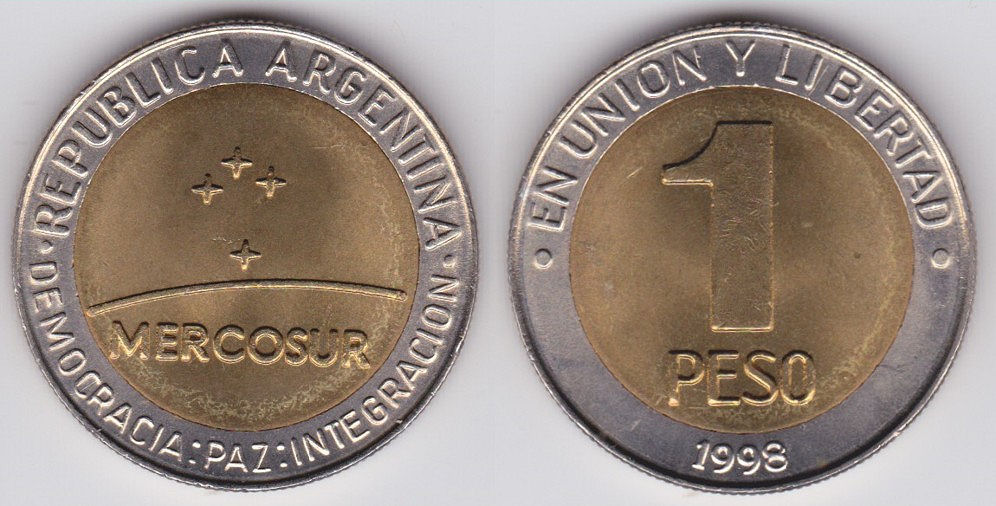 ·REPUBLICA ARGENTINA·
MERCOSUR
DEMOCRACIA:PAZ:INTEGRACION
· EN UNION Y LIBERTAD ·
1
PESO
1998